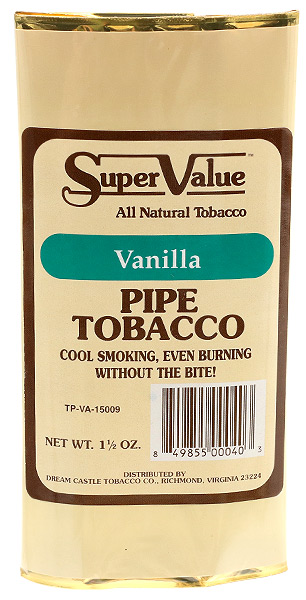 Super Value™
All Natural Tobacco
Vanilla
PIPE
TOBACCO
COOL SMOKING, EVEN BURNING
WITHOUT THE BITE!
TP-VA-15009
NET WT. 1½ OZ.
8 49855 00040 3
DISTRIBUTED BY
DREAM CASTLE TOBACCO CO., RICHMOND, VIRGINIA 23224